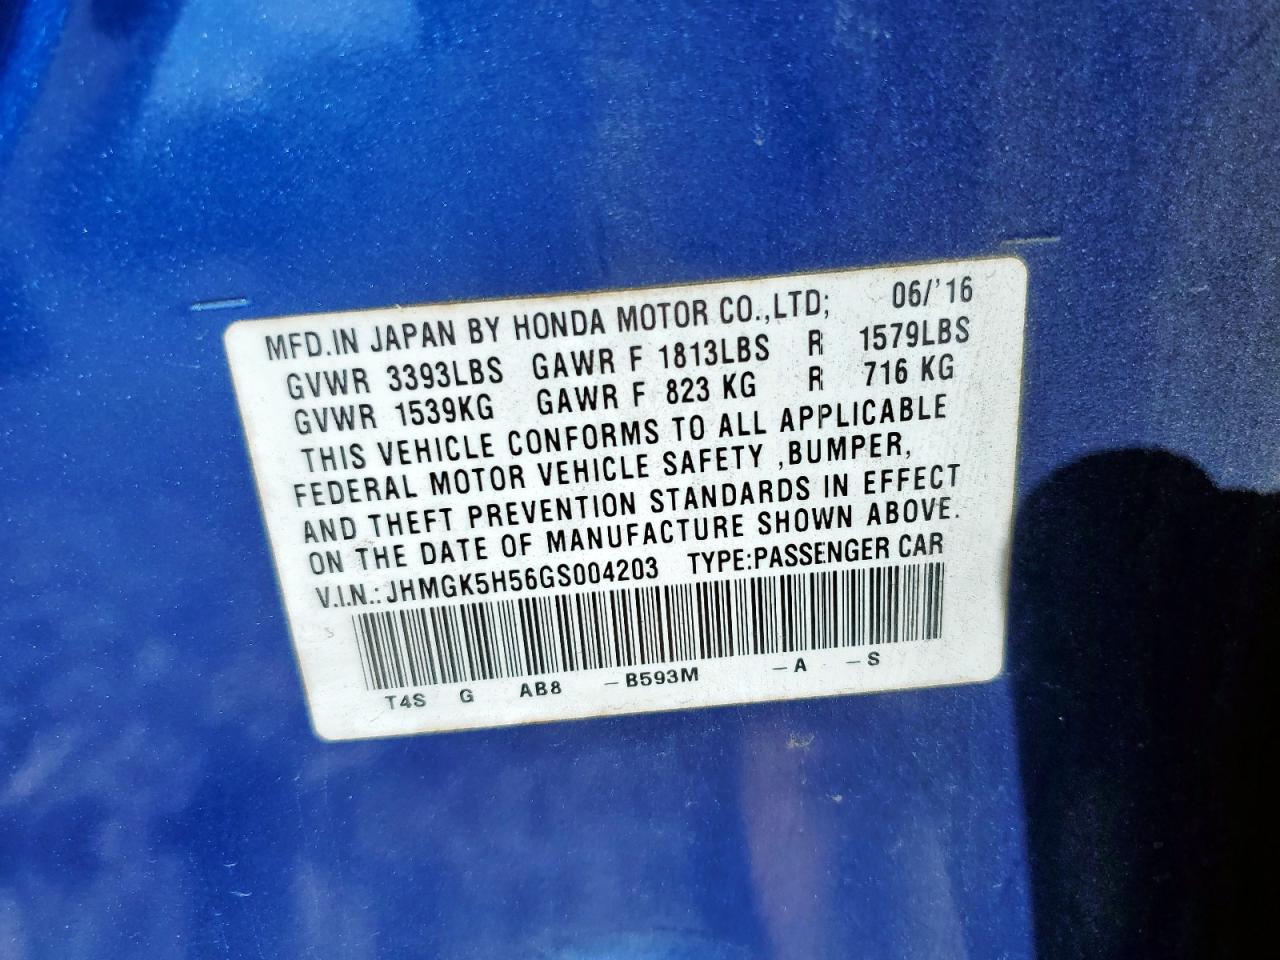 MFD.IN JAPAN BY HONDA MOTOR CO.,LTD; 06/'16
GVWR 3393LBS GAWR F 1813LBS R 1579LBS
GVWR 1539KG GAWR F 823 KG R 716 KG
THIS VEHICLE CONFORMS TO ALL APPLICABLE
FEDERAL MOTOR VEHICLE SAFETY ,BUMPER,
AND THEFT PREVENTION STANDARDS IN EFFECT
ON THE DATE OF MANUFACTURE SHOWN ABOVE.
V.I.N.: JHMGK5H56GS004203 TYPE:PASSENGER CAR
T4S G AB8 –B593M –A –S